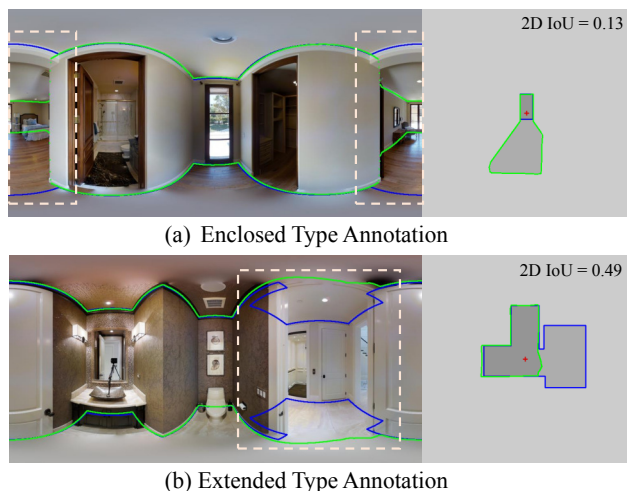 2D IoU = 0.13
(a) Enclosed Type Annotation
2D IoU = 0.49
(b) Extended Type Annotation